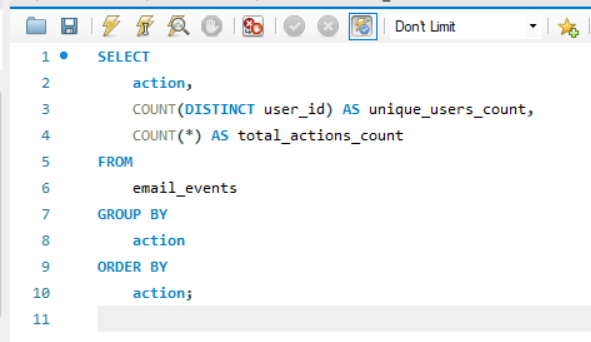 Don't Limit
1 SELECT
2 action,
3 COUNT(DISTINCT user_id) AS unique_users_count,
4 COUNT(*) AS total_actions_count
5 FROM
6 email_events
7 GROUP BY
8 action
9 ORDER BY
10 action;
11